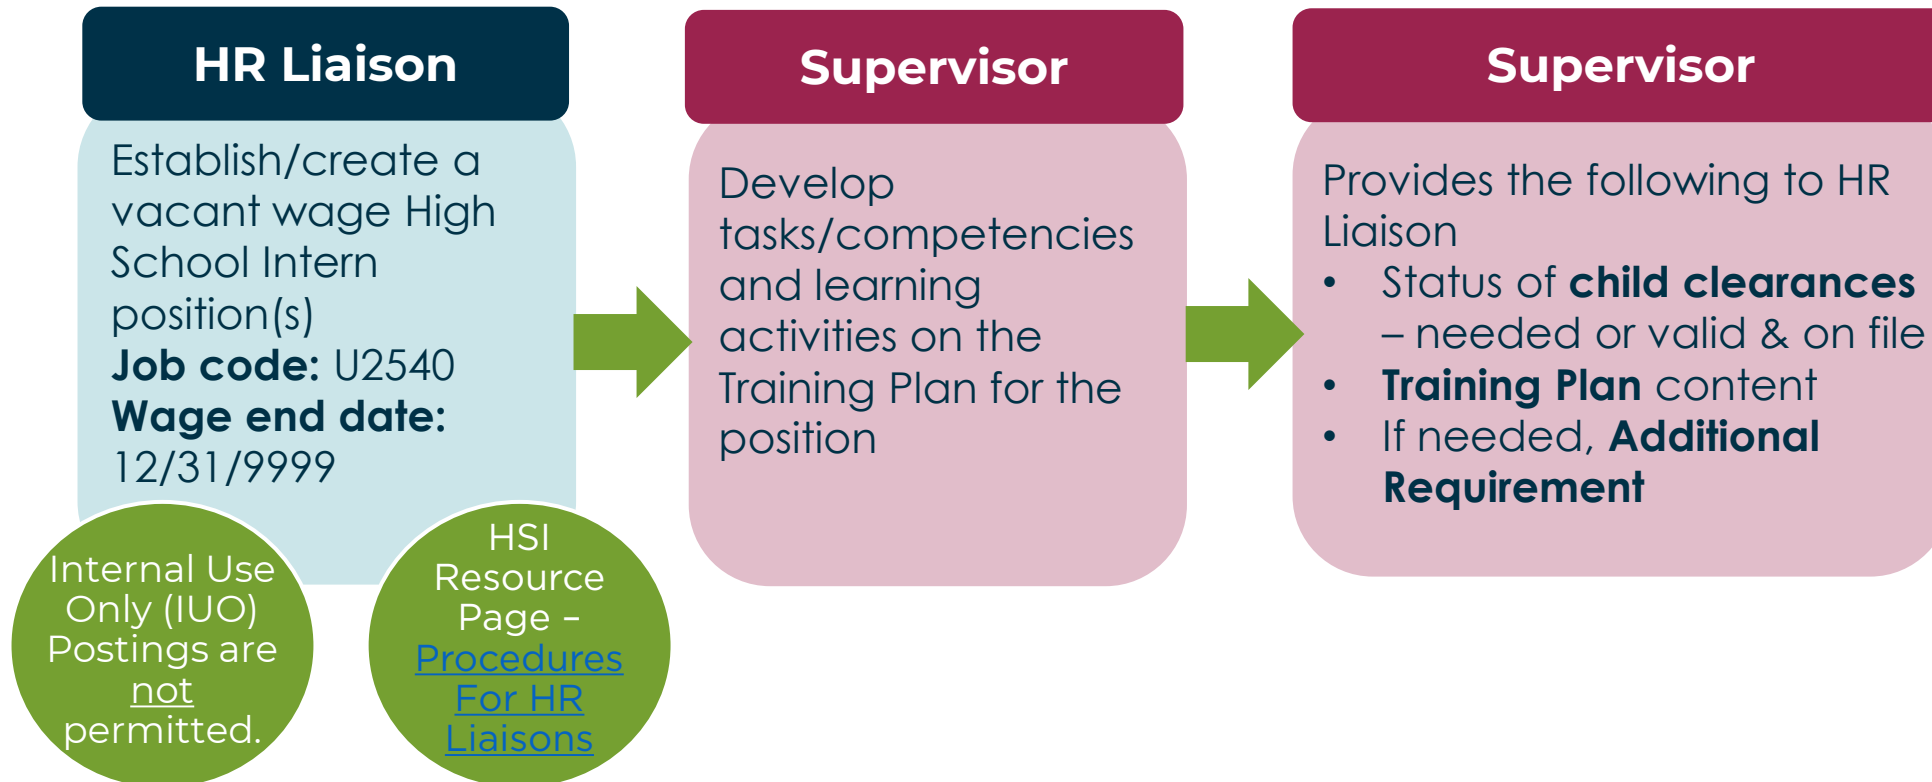 HR Liaison
Establish/create a
vacant wage High
School Intern
position(s)
Job code: U2540
Wage end date:
12/31/9999
Internal Use
Only (IUO)
Postings are
not
permitted.
HSI
Resource
Page –
Procedures
For HR
Liaisons
Supervisor
Develop
tasks/competencies
and learning
activities on the
Training Plan for the
position
Supervisor
Provides the following to HR
Liaison
• Status of child clearances
– needed or valid & on file
• Training Plan content
• If needed, Additional
Requirement